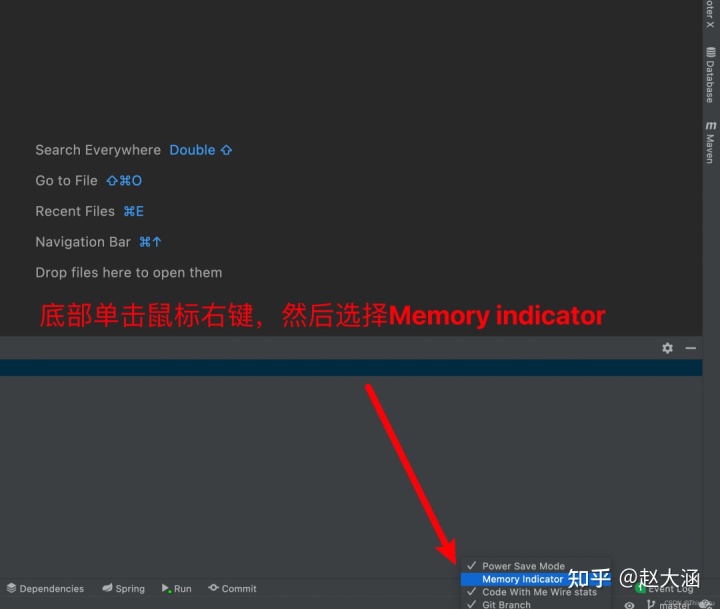 oter X
Database
m
Maven
Search Everywhere Double ⇧
Go to File ⇧⌘O
Recent Files ⌘E
Navigation Bar ⌘↑
Drop files here to open them
底部单击鼠标右键，然后选择Memory indicator
✓ Power Save Mode
Memory Indicator
✓ Code With Me Wire stats
✓ Git Branch
知乎 @赵大涵
Dependencies
Spring
Run
Commit
1 Event Log
master